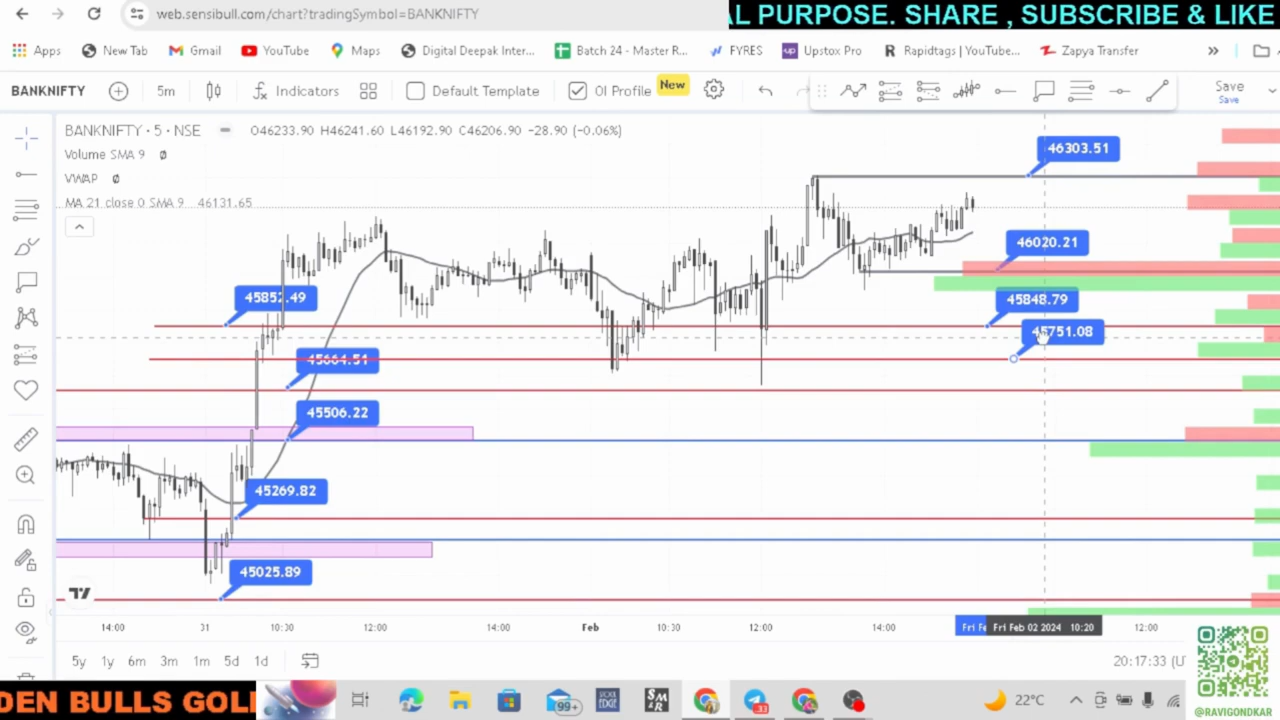 web.sensibull.com/chart?tradingSymbol=BANKNIFTY
L PURPOSE. SHARE , SUBSCRIBE & LIKE
Apps New Tab Gmail YouTube Maps Digital Deepak Inter... Batch 24 - Master R... FYRES Upstox Pro Rapidtags | YouTube... Zapya Transfer »
BANKNIFTY 5m Indicators Default Template OI Profile New Save
Save
BANKNIFTY · 5 · NSE O46233.90 H46241.60 L46192.90 C46206.90 -28.90 (-0.06%)
Volume SMA 9
VWAP
MA 21 close 0 SMA 9 46131.65
46303.51
46020.21
45852.49
45848.79
45751.08
45664.51
45506.22
45269.82
45025.89
14:00 31 10:30 12:00 14:00 Feb 10:30 12:00 14:00 Fri Fe Fri Feb 02 2024 10:20 12:00
5y 1y 6m 3m 1m 5d 1d 20:17:33 (U
DEN BULLS GOL
99+ 33 22°C
@RAVIGONDKAR